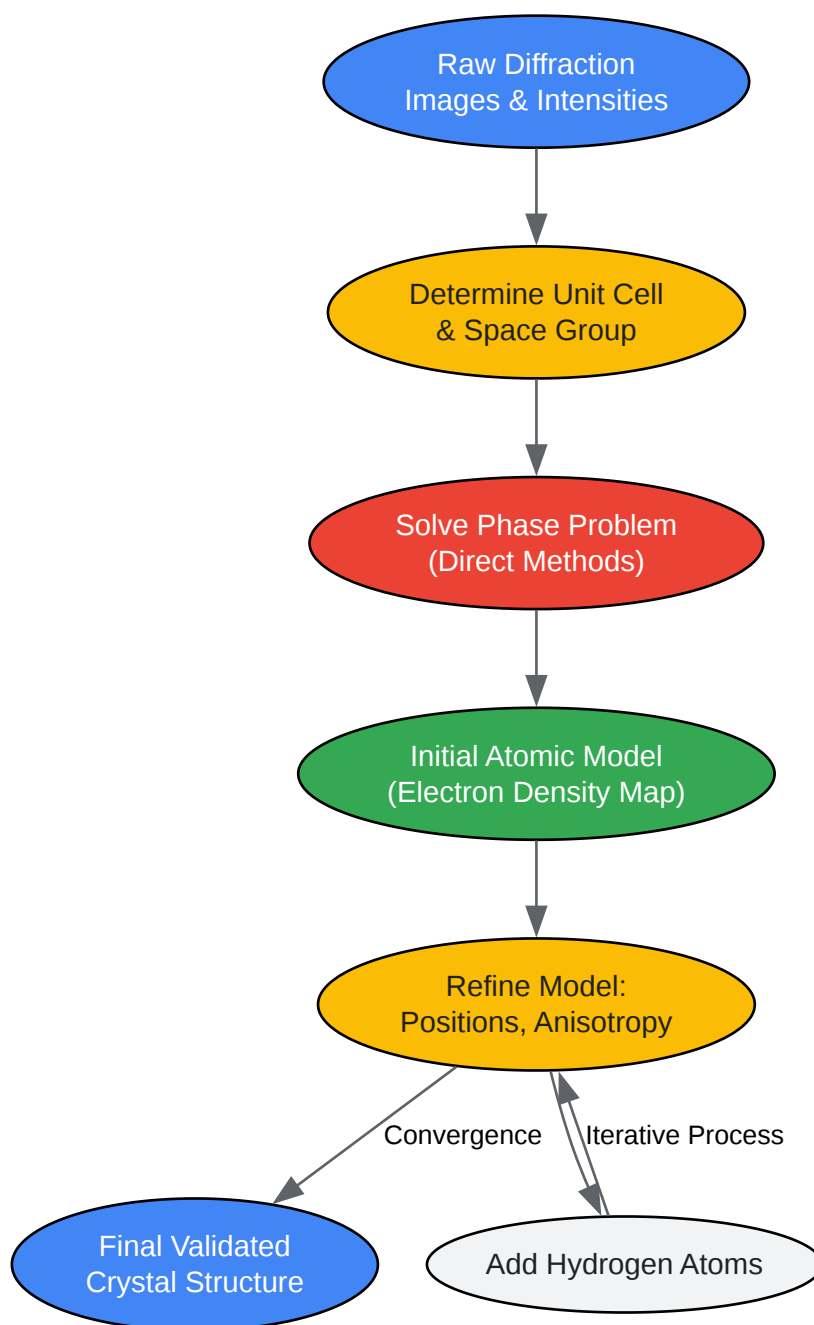 Raw Diffraction
Images & Intensities
Determine Unit Cell
& Space Group
Solve Phase Problem
(Direct Methods)
Initial Atomic Model
(Electron Density Map)
Refine Model:
Positions, Anisotropy
Convergence
Iterative Process
Final Validated
Crystal Structure
Add Hydrogen Atoms